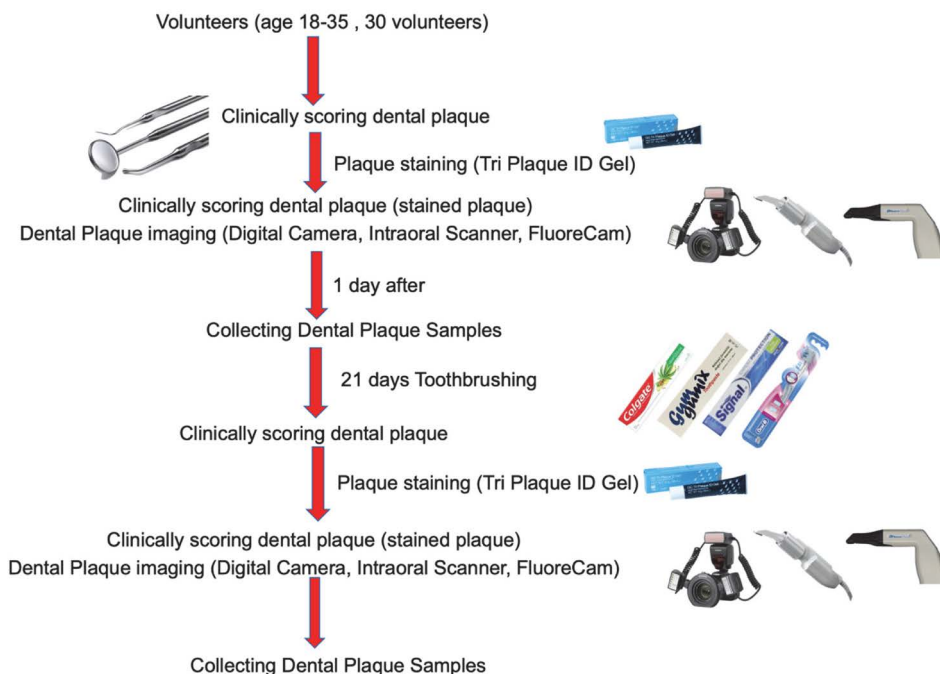 Volunteers (age 18-35 , 30 volunteers)
Clinically scoring dental plaque
Plaque staining (Tri Plaque ID Gel)
Clinically scoring dental plaque (stained plaque)
Dental Plaque imaging (Digital Camera, Intraoral Scanner, FluoreCam)
1 day after
Collecting Dental Plaque Samples
21 days Toothbrushing
Colgate
Gym gumix
Signal
Clinically scoring dental plaque
Plaque staining (Tri Plaque ID Gel)
Clinically scoring dental plaque (stained plaque)
Dental Plaque imaging (Digital Camera, Intraoral Scanner, FluoreCam)
Collecting Dental Plaque Samples